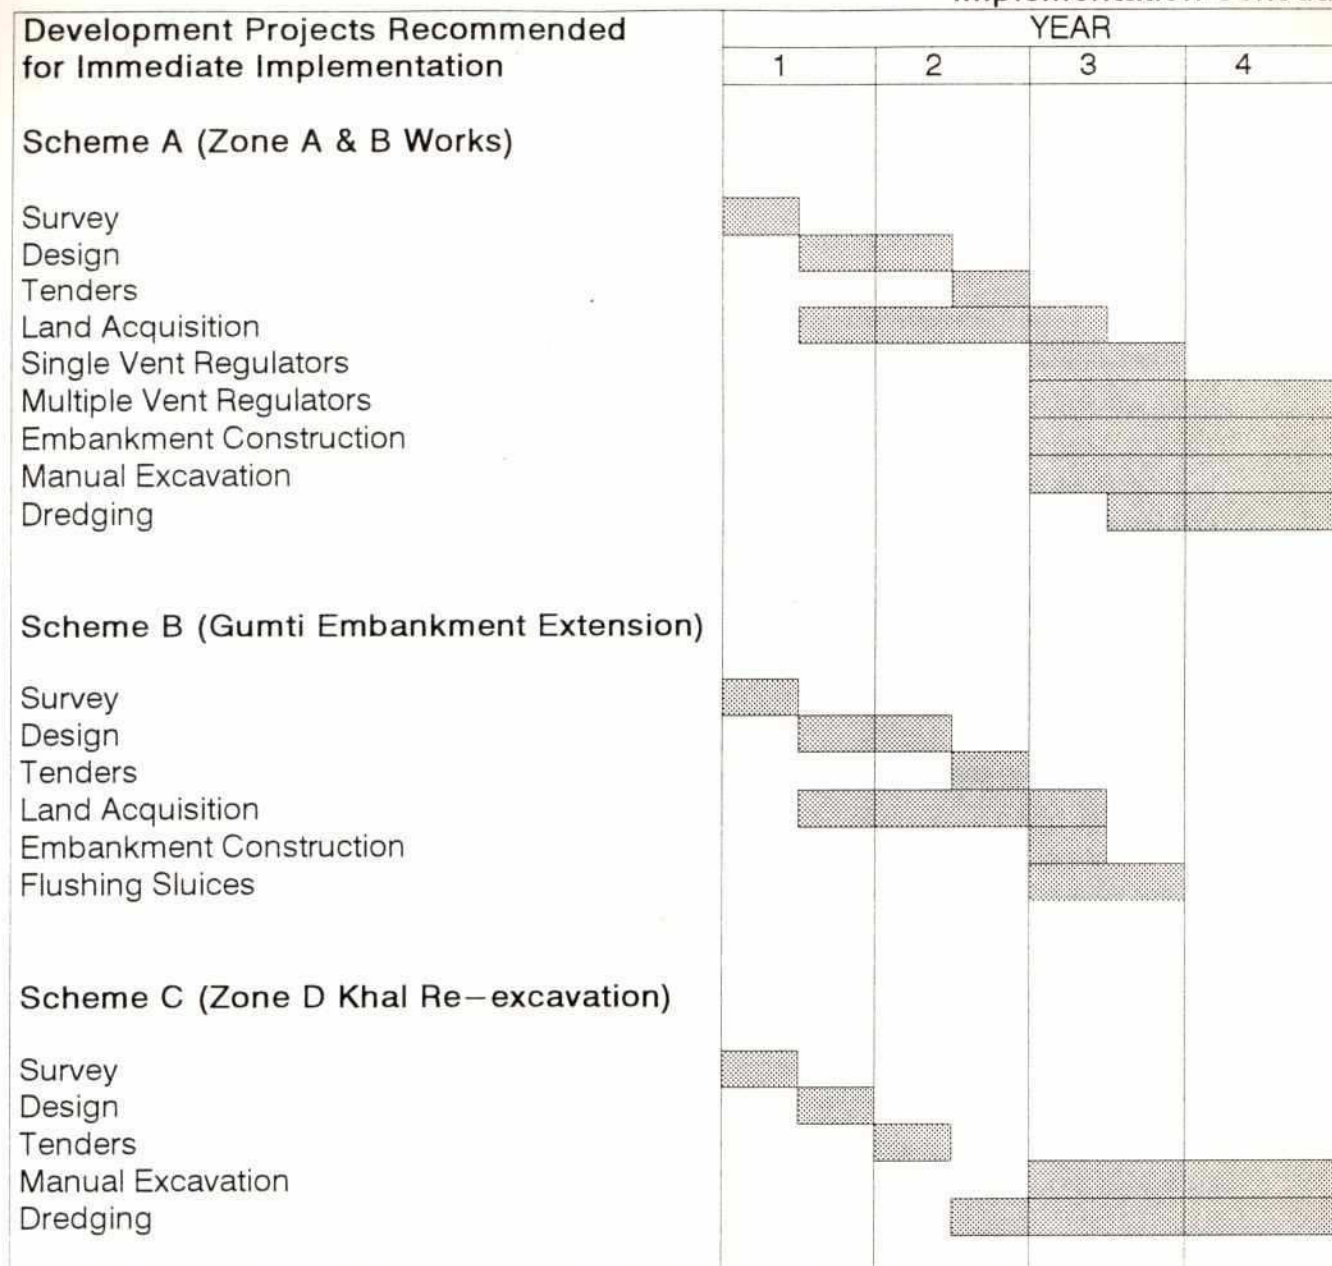 Development Projects Recommended
for Immediate Implementation
YEAR
1 2 3 4
Scheme A (Zone A & B Works)
Survey
Design
Tenders
Land Acquisition
Single Vent Regulators
Multiple Vent Regulators
Embankment Construction
Manual Excavation
Dredging
Scheme B (Gumti Embankment Extension)
Survey
Design
Tenders
Land Acquisition
Embankment Construction
Flushing Sluices
Scheme C (Zone D Khal Re-excavation)
Survey
Design
Tenders
Manual Excavation
Dredging